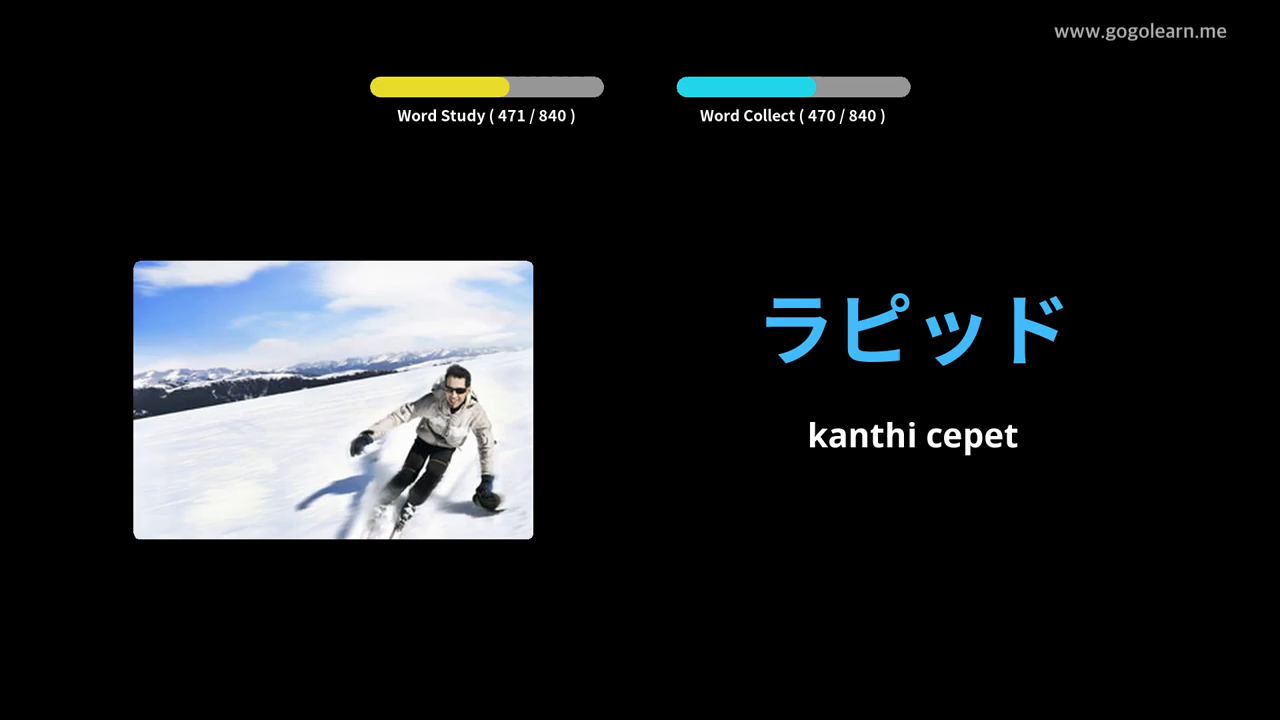 www.gogolearn.me
Word Study ( 471 / 840 )
Word Collect ( 470 / 840 )
ラピッド
kanthi cepet